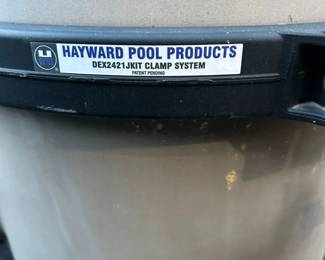 HAYWARD POOL PRODUCTS
DEX2421JKIT CLAMP SYSTEM
PATENT PENDING